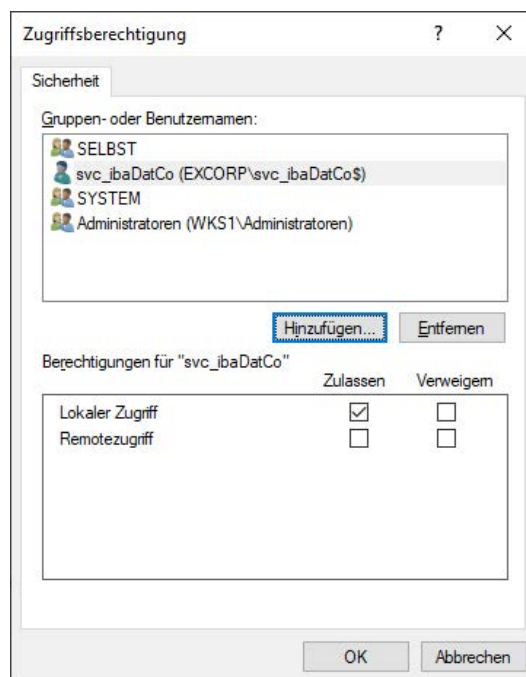 Zugriffsberechtigung ?
Sicherheit
Gruppen- oder Benutzernamen:
SELBST
svc_ibaDatCo (EXCORP\svc_ibaDatCo$)
SYSTEM
Administratoren (WKS1\Administratoren)
Hinzufügen... Entfernen
Berechtigungen für "svc_ibaDatCo"
Zulassen Verweigern
Lokaler Zugriff
Remotezugriff
OK Abbrechen